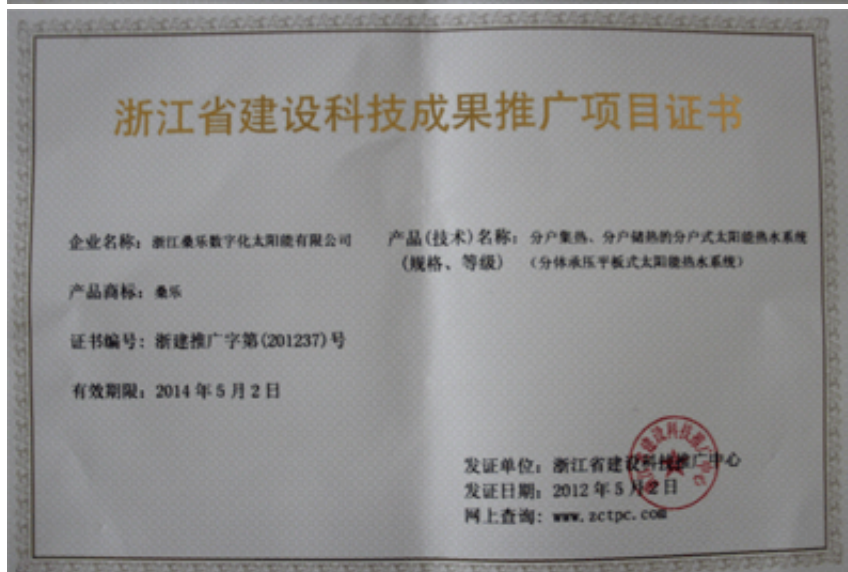 浙江省建设科技成果推广项目证书
企业名称：浙江桑乐数字化太阳能有限公司
产品(技术)名称：分户集热、分户储热的分户式太阳能热水系统
(规格、等级) （分体承压平板式太阳能热水系统）
产品商标：桑乐
证书编号：浙建推广字第(201237)号
有效期限：2014年5月2日
发证单位：浙江省建设科技推广中心
发证日期：2012年5月2日
网上查询：www.zctpc.com